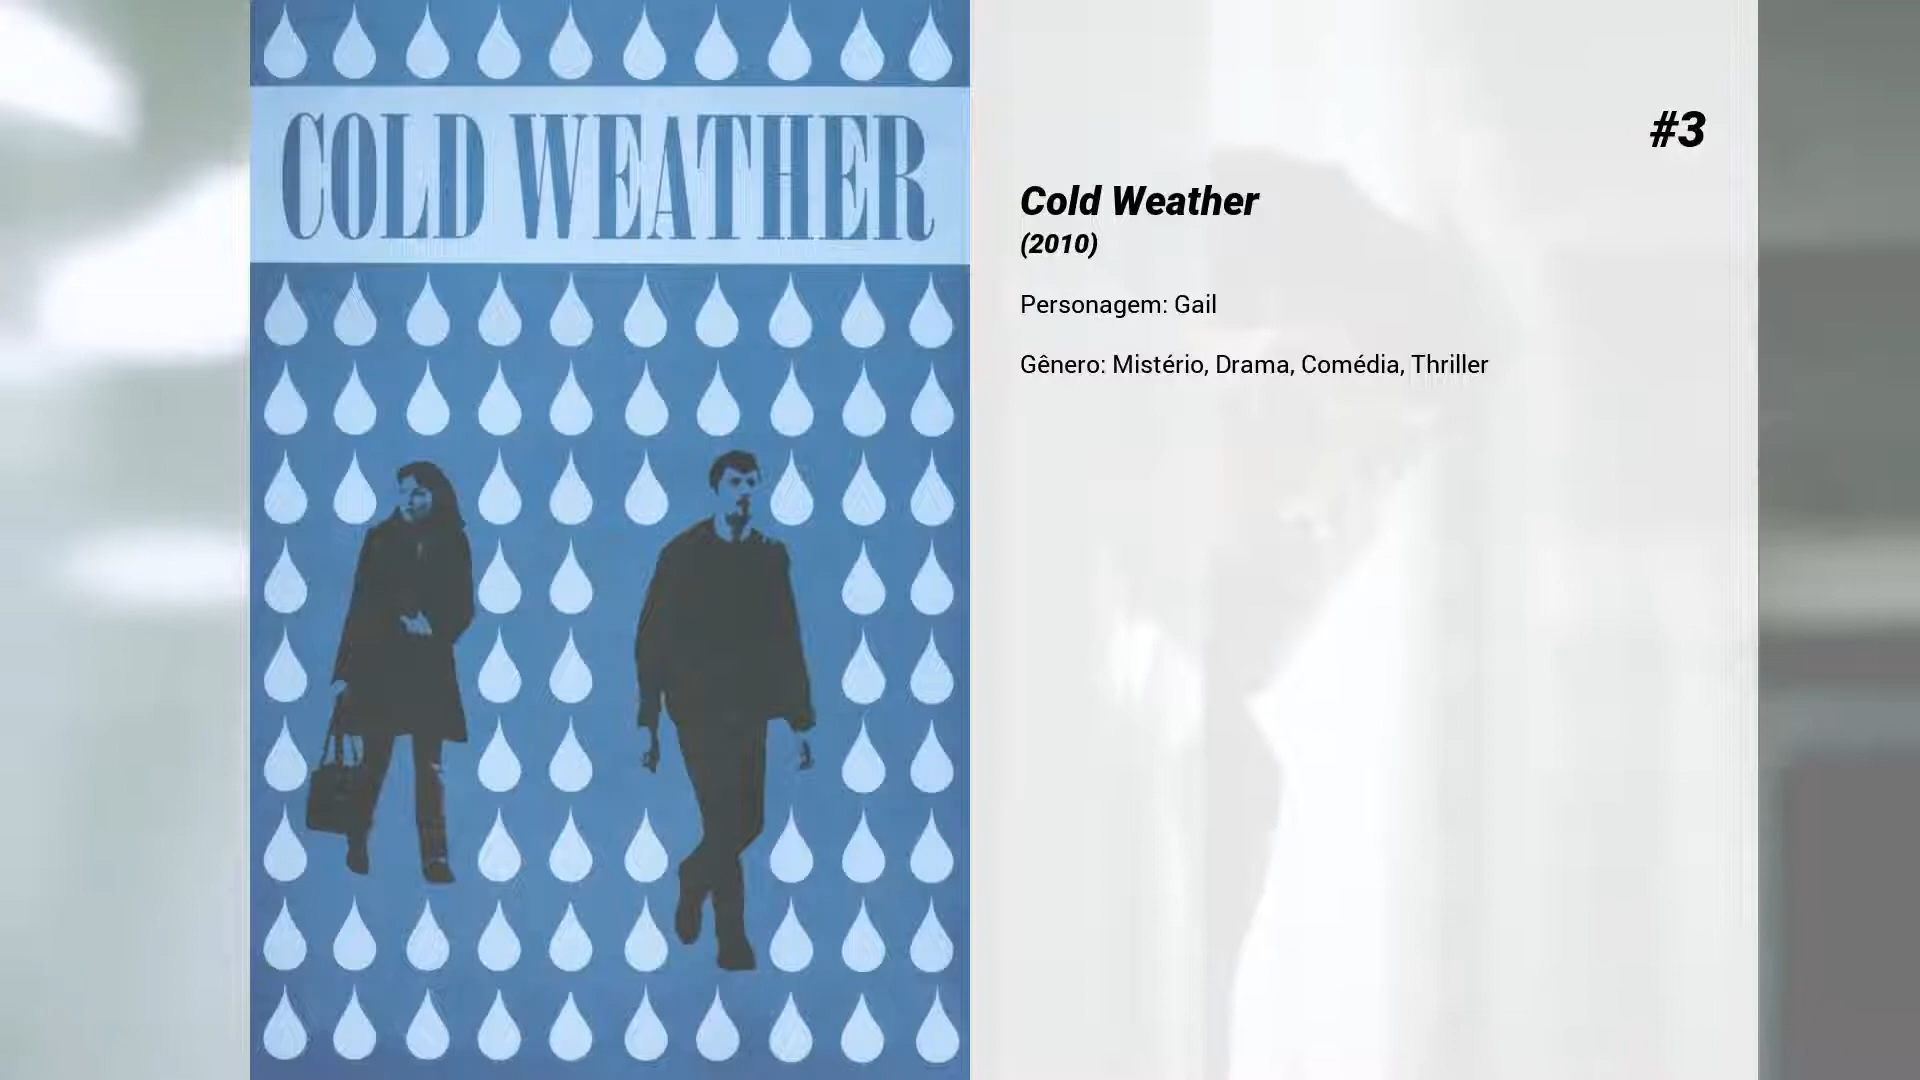 COLD WEATHER
#3
Cold Weather
(2010)
Personagem: Gail
Gênero: Mistério, Drama, Comédia, Thriller